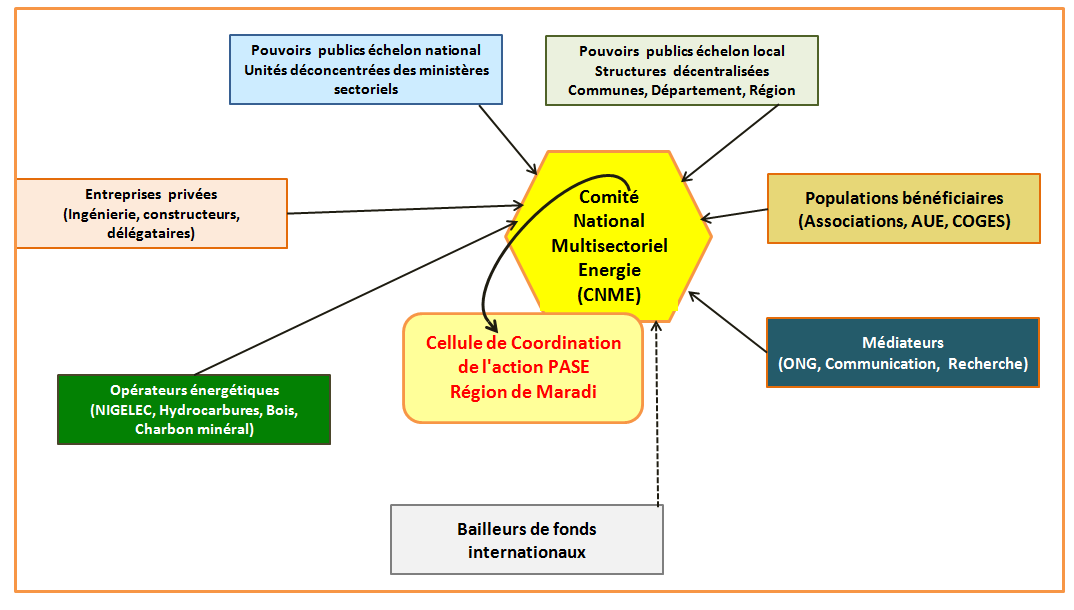 Pouvoirs publics échelon national
Unités déconcentrées des ministères
sectoriels
Pouvoirs publics échelon local
Structures décentralisées
Communes, Département, Région
Entreprises privées
(Ingénierie, constructeurs,
délégataires)
Comité
National
Multisectoriel
Energie
(CNME)
Populations bénéficiaires
(Associations, AUE, COGES)
Cellule de Coordination
de l'action PASE
Région de Maradi
Médiateurs
(ONG, Communication, Recherche)
Opérateurs énergétiques
(NIGELEC, Hydrocarbures, Bois,
Charbon minéral)
Bailleurs de fonds
internationaux